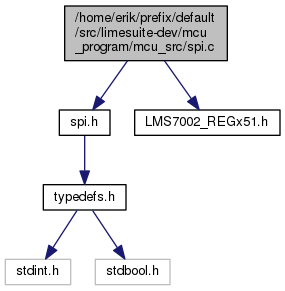 /home/erik/prefix/default
/src/limesuite-dev/mcu
_program/mcu_src/spi.c
spi.h
LMS7002_REGx51.h
typedefs.h
stdint.h
stdbool.h